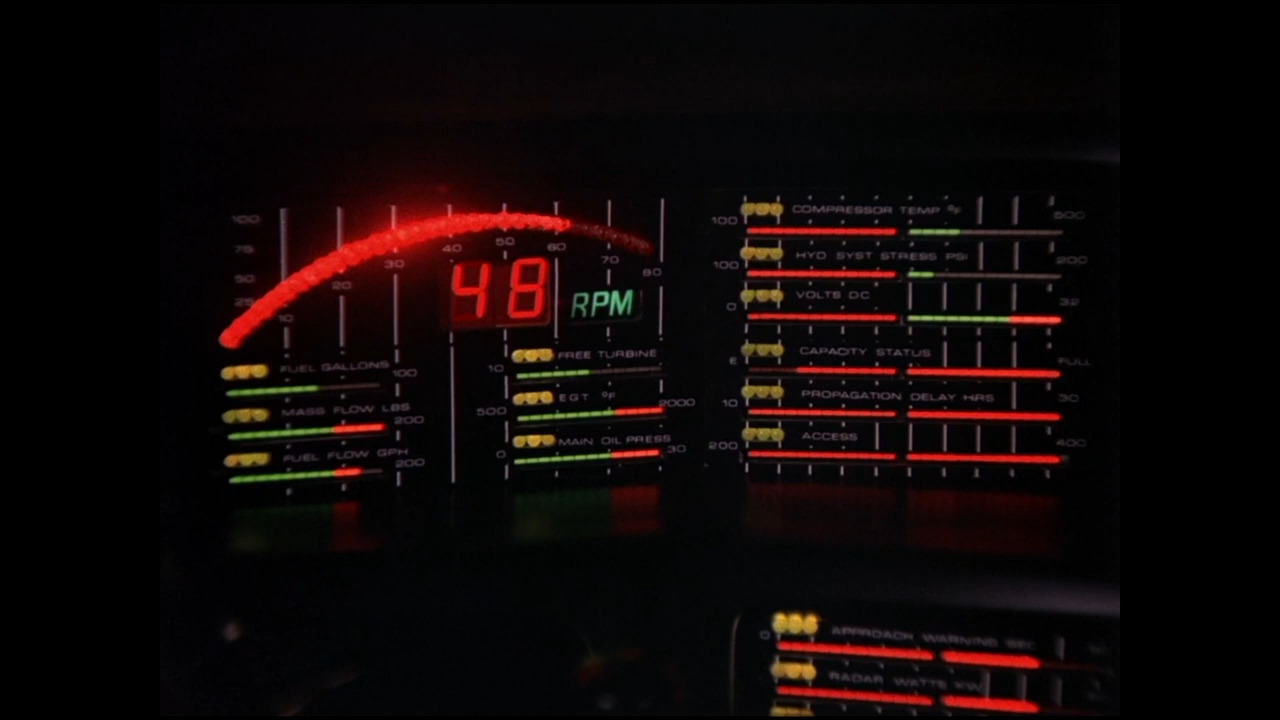 100
75
50
25
10
20
30
40
50
60
70
80
48 RPM
FUEL GALLONS
100
MASS FLOW LBS
200
FUEL FLOW GPH
200
FREE TURBINE
10
EGT °F
500 2000
MAIN OIL PRESS
0 30
COMPRESSOR TEMP °F
100 500
HYD SYST STRESS PSI
100 200
VOLTS DC
0 32
CAPACITY STATUS
E FULL
PROPAGATION DELAY HRS
10 30
ACCESS
200 400
APPROACH WARNING SEC
0
RADAR WATTS KW